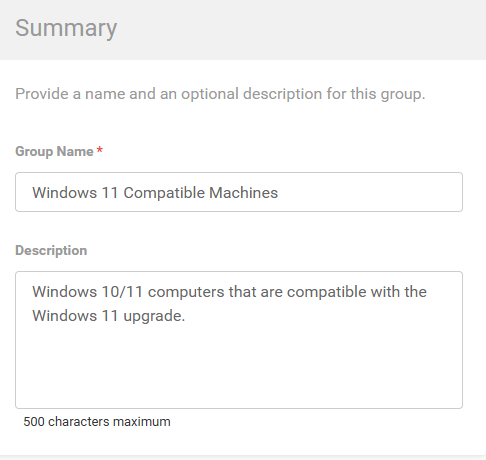 Summary
Provide a name and an optional description for this group.
Group Name *
Windows 11 Compatible Machines
Description
Windows 10/11 computers that are compatible with the
Windows 11 upgrade.
500 characters maximum